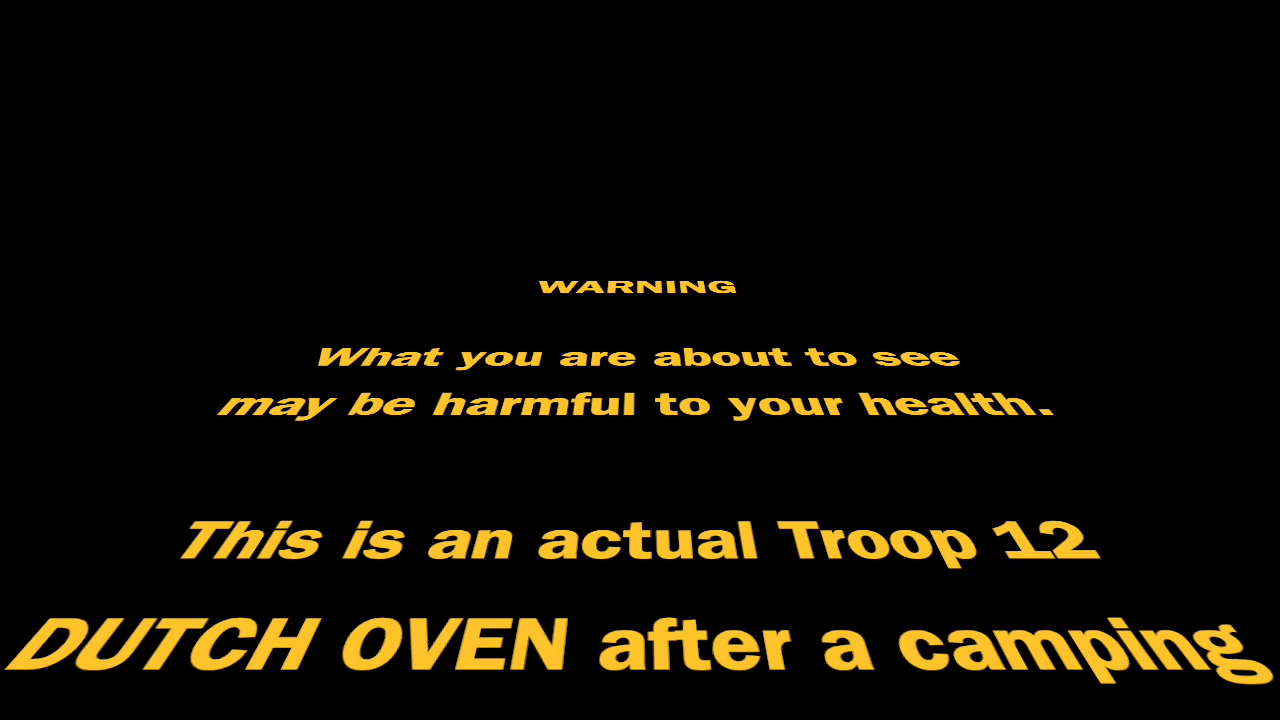 WARNING
What you are about to see
may be harmful to your health.
This is an actual Troop 12
DUTCH OVEN after a camping